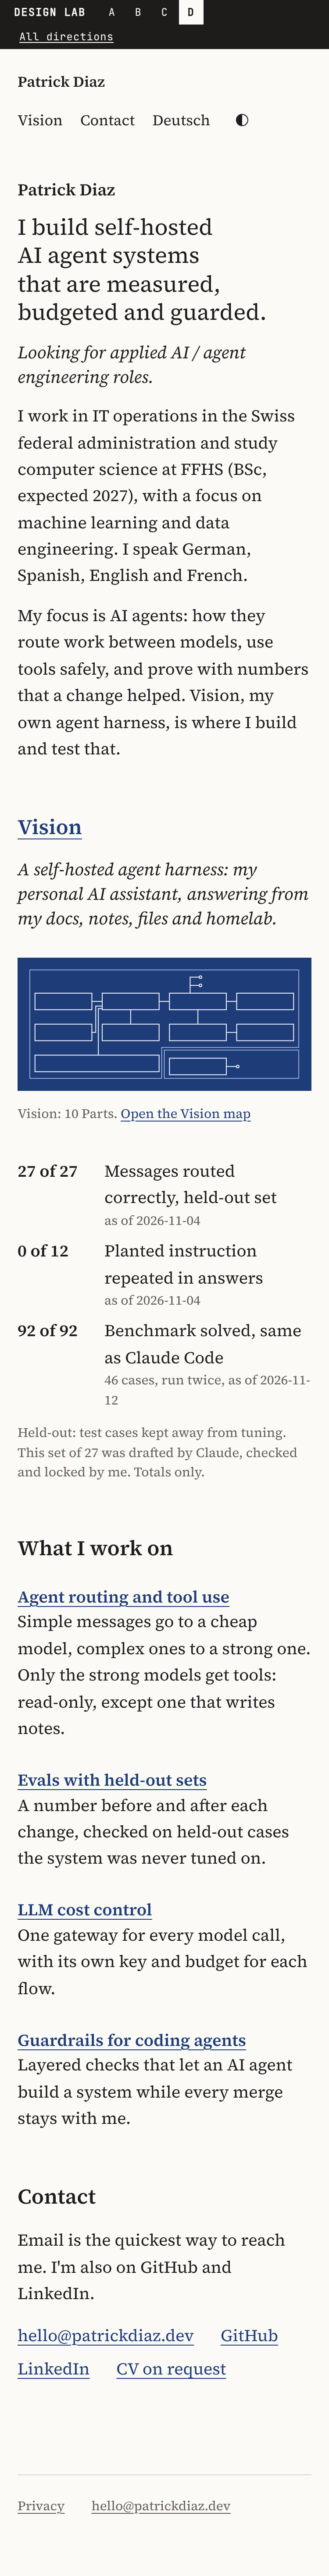 DESIGN LAB A B C D
All directions
Patrick Diaz
Vision Contact Deutsch
Patrick Diaz
I build self-hosted
AI agent systems
that are measured,
budgeted and guarded.
Looking for applied AI / agent
engineering roles.
I work in IT operations in the Swiss
federal administration and study
computer science at FFHS (BSc,
expected 2027), with a focus on
machine learning and data
engineering. I speak German,
Spanish, English and French.
My focus is AI agents: how they
route work between models, use
tools safely, and prove with numbers
that a change helped. Vision, my
own agent harness, is where I build
and test that.
Vision
A self-hosted agent harness: my
personal AI assistant, answering from
my docs, notes, files and homelab.
Vision: 10 Parts. Open the Vision map
27 of 27 Messages routed
correctly, held-out set
as of 2026-11-04
0 of 12 Planted instruction
repeated in answers
as of 2026-11-04
92 of 92 Benchmark solved, same
as Claude Code
46 cases, run twice, as of 2026-11-
12
Held-out: test cases kept away from tuning.
This set of 27 was drafted by Claude, checked
and locked by me. Totals only.
What I work on
Agent routing and tool use
Simple messages go to a cheap
model, complex ones to a strong one.
Only the strong models get tools:
read-only, except one that writes
notes.
Evals with held-out sets
A number before and after each
change, checked on held-out cases
the system was never tuned on.
LLM cost control
One gateway for every model call,
with its own key and budget for each
flow.
Guardrails for coding agents
Layered checks that let an AI agent
build a system while every merge
stays with me.
Contact
Email is the quickest way to reach
me. I'm also on GitHub and
LinkedIn.
hello@patrickdiaz.dev GitHub
LinkedIn CV on request
Privacy hello@patrickdiaz.dev